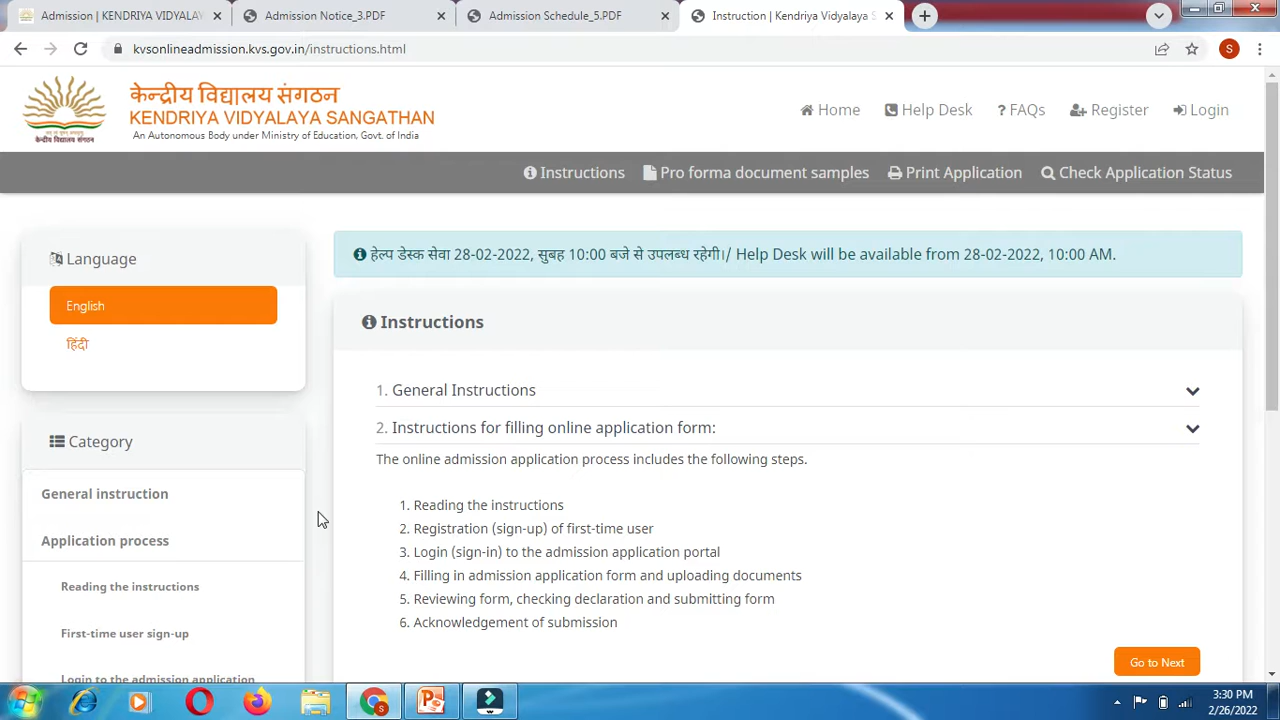 Admission | KENDRIYA VIDYALAY
Admission Notice_3.PDF
Admission Schedule_5.PDF
Instruction | Kendriya Vidyalaya S
kvsonlineadmission.kvs.gov.in/instructions.html
S
केन्द्रीय विद्यालय संगठन
KENDRIYA VIDYALAYA SANGATHAN
An Autonomous Body under Ministry of Education, Govt. of India
केन्द्रीय विद्यालय संगठन
Home
Help Desk
? FAQs
Register
Login
Instructions
Pro forma document samples
Print Application
Check Application Status
Language
English
हिंदी
Category
General instruction
Application process
Reading the instructions
First-time user sign-up
Login to the admission application
हेल्प डेस्क सेवा 28-02-2022, सुबह 10:00 बजे से उपलब्ध रहेगी।/ Help Desk will be available from 28-02-2022, 10:00 AM.
Instructions
1. General Instructions
2. Instructions for filling online application form:
The online admission application process includes the following steps.
1. Reading the instructions
2. Registration (sign-up) of first-time user
3. Login (sign-in) to the admission application portal
4. Filling in admission application form and uploading documents
5. Reviewing form, checking declaration and submitting form
6. Acknowledgement of submission
Go to Next
S
3:30 PM
2/26/2022